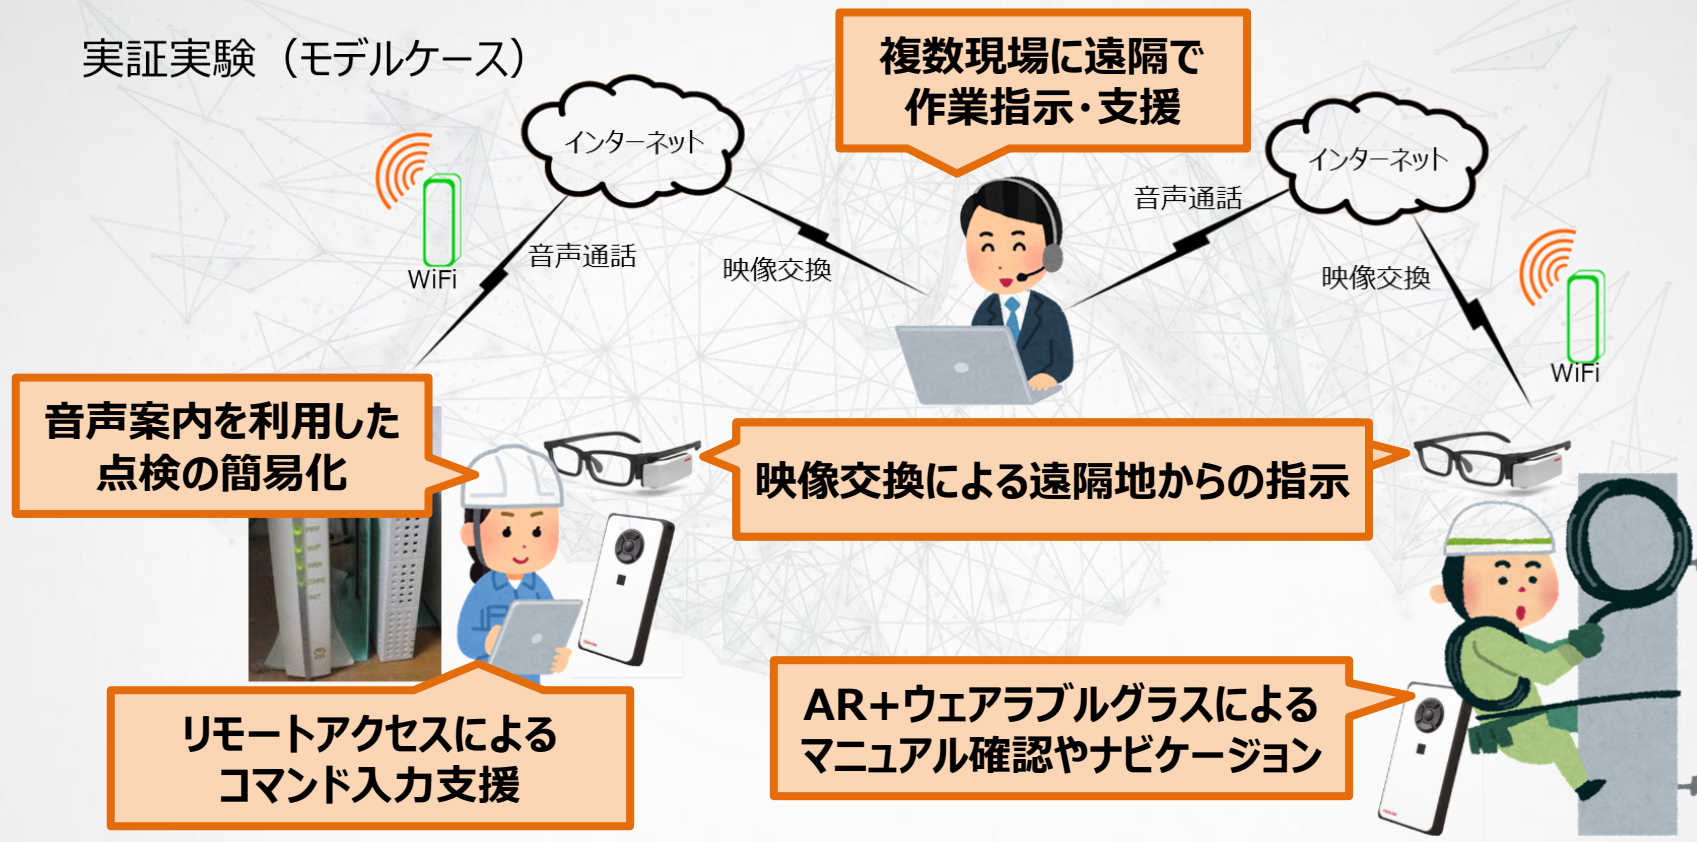 実証実験（モデルケース）
複数現場に遠隔で
作業指示・支援
インターネット
インターネット
音声通話
音声通話
映像交換
映像交換
WiFi
WiFi
音声案内を利用した
点検の簡易化
映像交換による遠隔地からの指示
リモートアクセスによる
コマンド入力支援
AR+ウェアラブルグラスによる
マニュアル確認やナビケージョン